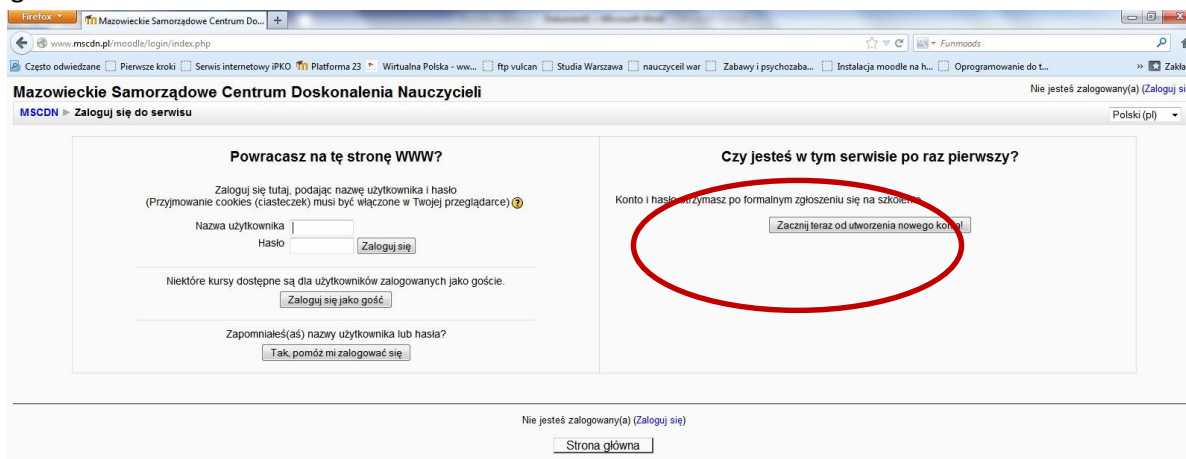 Firefox
Mazowieckie Samorządowe Centrum Do...
www.mscdn.pl/moodle/login/index.php
Funmoods
Często odwiedzane Pierwsze kroki Serwis internetowy iPKO Platforma 23 Wirtualna Polska - ww... ftp vulcan Studia Warszawa nauczyceil war Zabawy i psychozaba... Instalacja moodle na h... Oprogramowanie do t... » Zakła
Mazowieckie Samorządowe Centrum Doskonalenia Nauczycieli
Nie jesteś zalogowany(a) (Zaloguj si
MSCDN ► Zaloguj się do serwisu
Polski (pl)
Powracasz na tę stronę WWW?
Zaloguj się tutaj, podając nazwę użytkownika i hasło
(Przyjmowanie cookies (ciasteczek) musi być włączone w Twojej przeglądarce)
Nazwa użytkownika
Hasło Zaloguj się
Niektóre kursy dostępne są dla użytkowników zalogowanych jako goście.
Zaloguj się jako gość
Zapomniałeś(aś) nazwy użytkownika lub hasła?
Tak, pomóż mi zalogować się
Czy jesteś w tym serwisie po raz pierwszy?
Konto i hasło otrzymasz po formalnym zgłoszeniu się na szkolenie
Zacznij teraz od utworzenia nowego konta!
Nie jesteś zalogowany(a) (Zaloguj się)
Strona główna